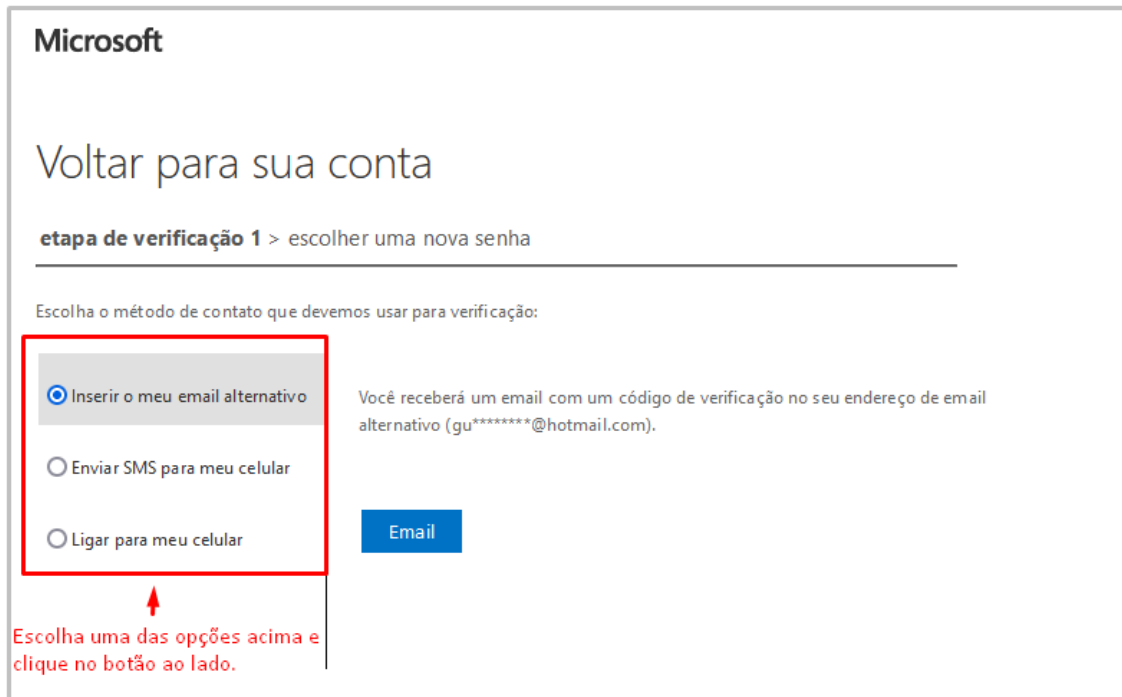 Microsoft
Voltar para sua conta
etapa de verificação 1 > escolher uma nova senha
Escolha o método de contato que devemos usar para verificação:
Inserir o meu email alternativo
Enviar SMS para meu celular
Ligar para meu celular
Você receberá um email com um código de verificação no seu endereço de email
alternativo (gu********@hotmail.com).
Email
Escolha uma das opções acima e
clique no botão ao lado.